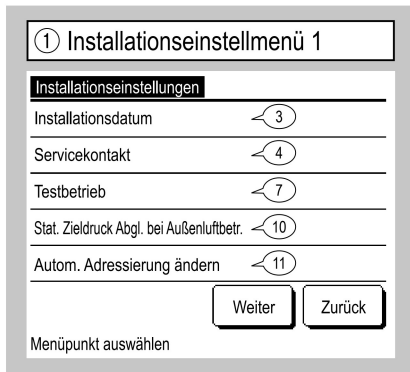 ① Installationseinstellmenü 1
Installationseinstellungen
Installationsdatum 3
Servicekontakt 4
Testbetrieb 7
Stat. Zieldruck Abgl. bei Außenluftbetr. 10
Autom. Adressierung ändern 11
Weiter Zurück
Menüpunkt auswählen